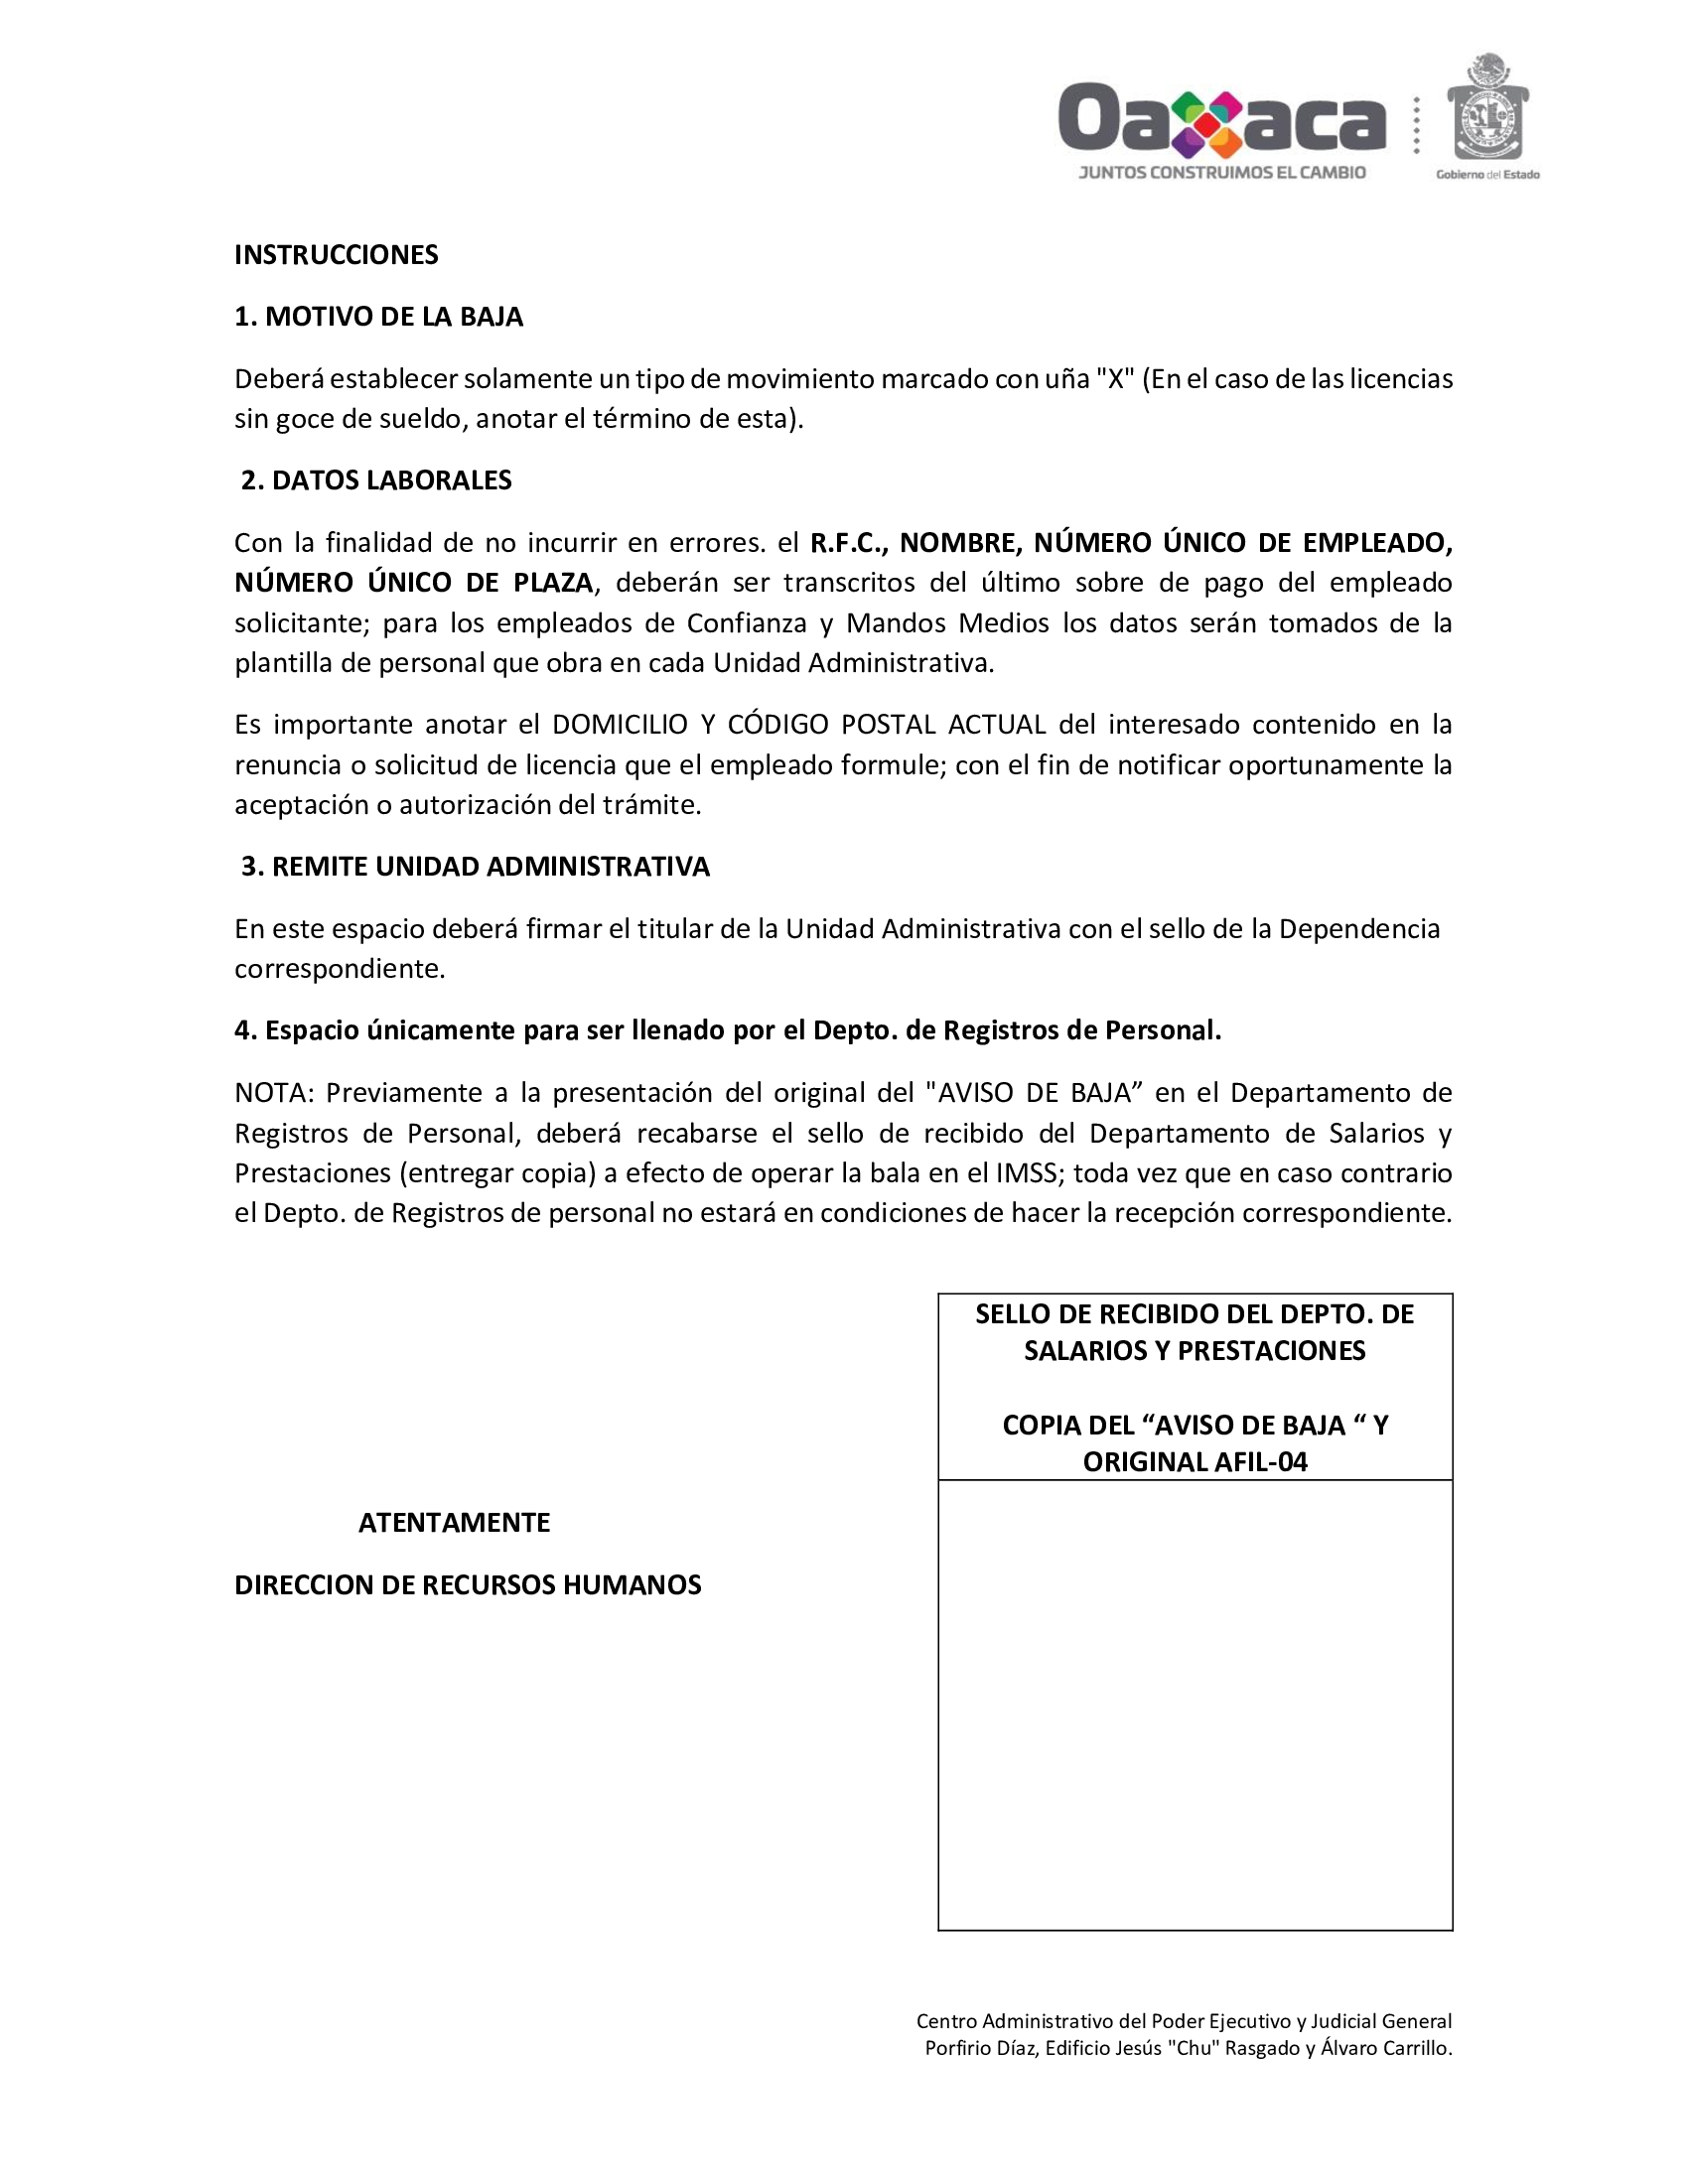 Oaxaca
JUNTOS CONSTRUIMOS EL CAMBIO
Gobierno del Estado
INSTRUCCIONES
1. MOTIVO DE LA BAJA
Deberá establecer solamente un tipo de movimiento marcado con uña "X" (En el caso de las licencias
sin goce de sueldo, anotar el término de esta).
2. DATOS LABORALES
Con la finalidad de no incurrir en errores. el R.F.C., NOMBRE, NÚMERO ÚNICO DE EMPLEADO,
NÚMERO ÚNICO DE PLAZA, deberán ser transcritos del último sobre de pago del empleado
solicitante; para los empleados de Confianza y Mandos Medios los datos serán tomados de la
plantilla de personal que obra en cada Unidad Administrativa.
Es importante anotar el DOMICILIO Y CÓDIGO POSTAL ACTUAL del interesado contenido en la
renuncia o solicitud de licencia que el empleado formule; con el fin de notificar oportunamente la
aceptación o autorización del trámite.
3. REMITE UNIDAD ADMINISTRATIVA
En este espacio deberá firmar el titular de la Unidad Administrativa con el sello de la Dependencia
correspondiente.
4. Espacio únicamente para ser llenado por el Depto. de Registros de Personal.
NOTA: Previamente a la presentación del original del "AVISO DE BAJA” en el Departamento de
Registros de Personal, deberá recabarse el sello de recibido del Departamento de Salarios y
Prestaciones (entregar copia) a efecto de operar la bala en el IMSS; toda vez que en caso contrario
el Depto. de Registros de personal no estará en condiciones de hacer la recepción correspondiente.
SELLO DE RECIBIDO DEL DEPTO. DE
SALARIOS Y PRESTACIONES
COPIA DEL “AVISO DE BAJA “ Y
ORIGINAL AFIL-04
ATENTAMENTE
DIRECCION DE RECURSOS HUMANOS
Centro Administrativo del Poder Ejecutivo y Judicial General
Porfirio Díaz, Edificio Jesús "Chu" Rasgado y Álvaro Carrillo.